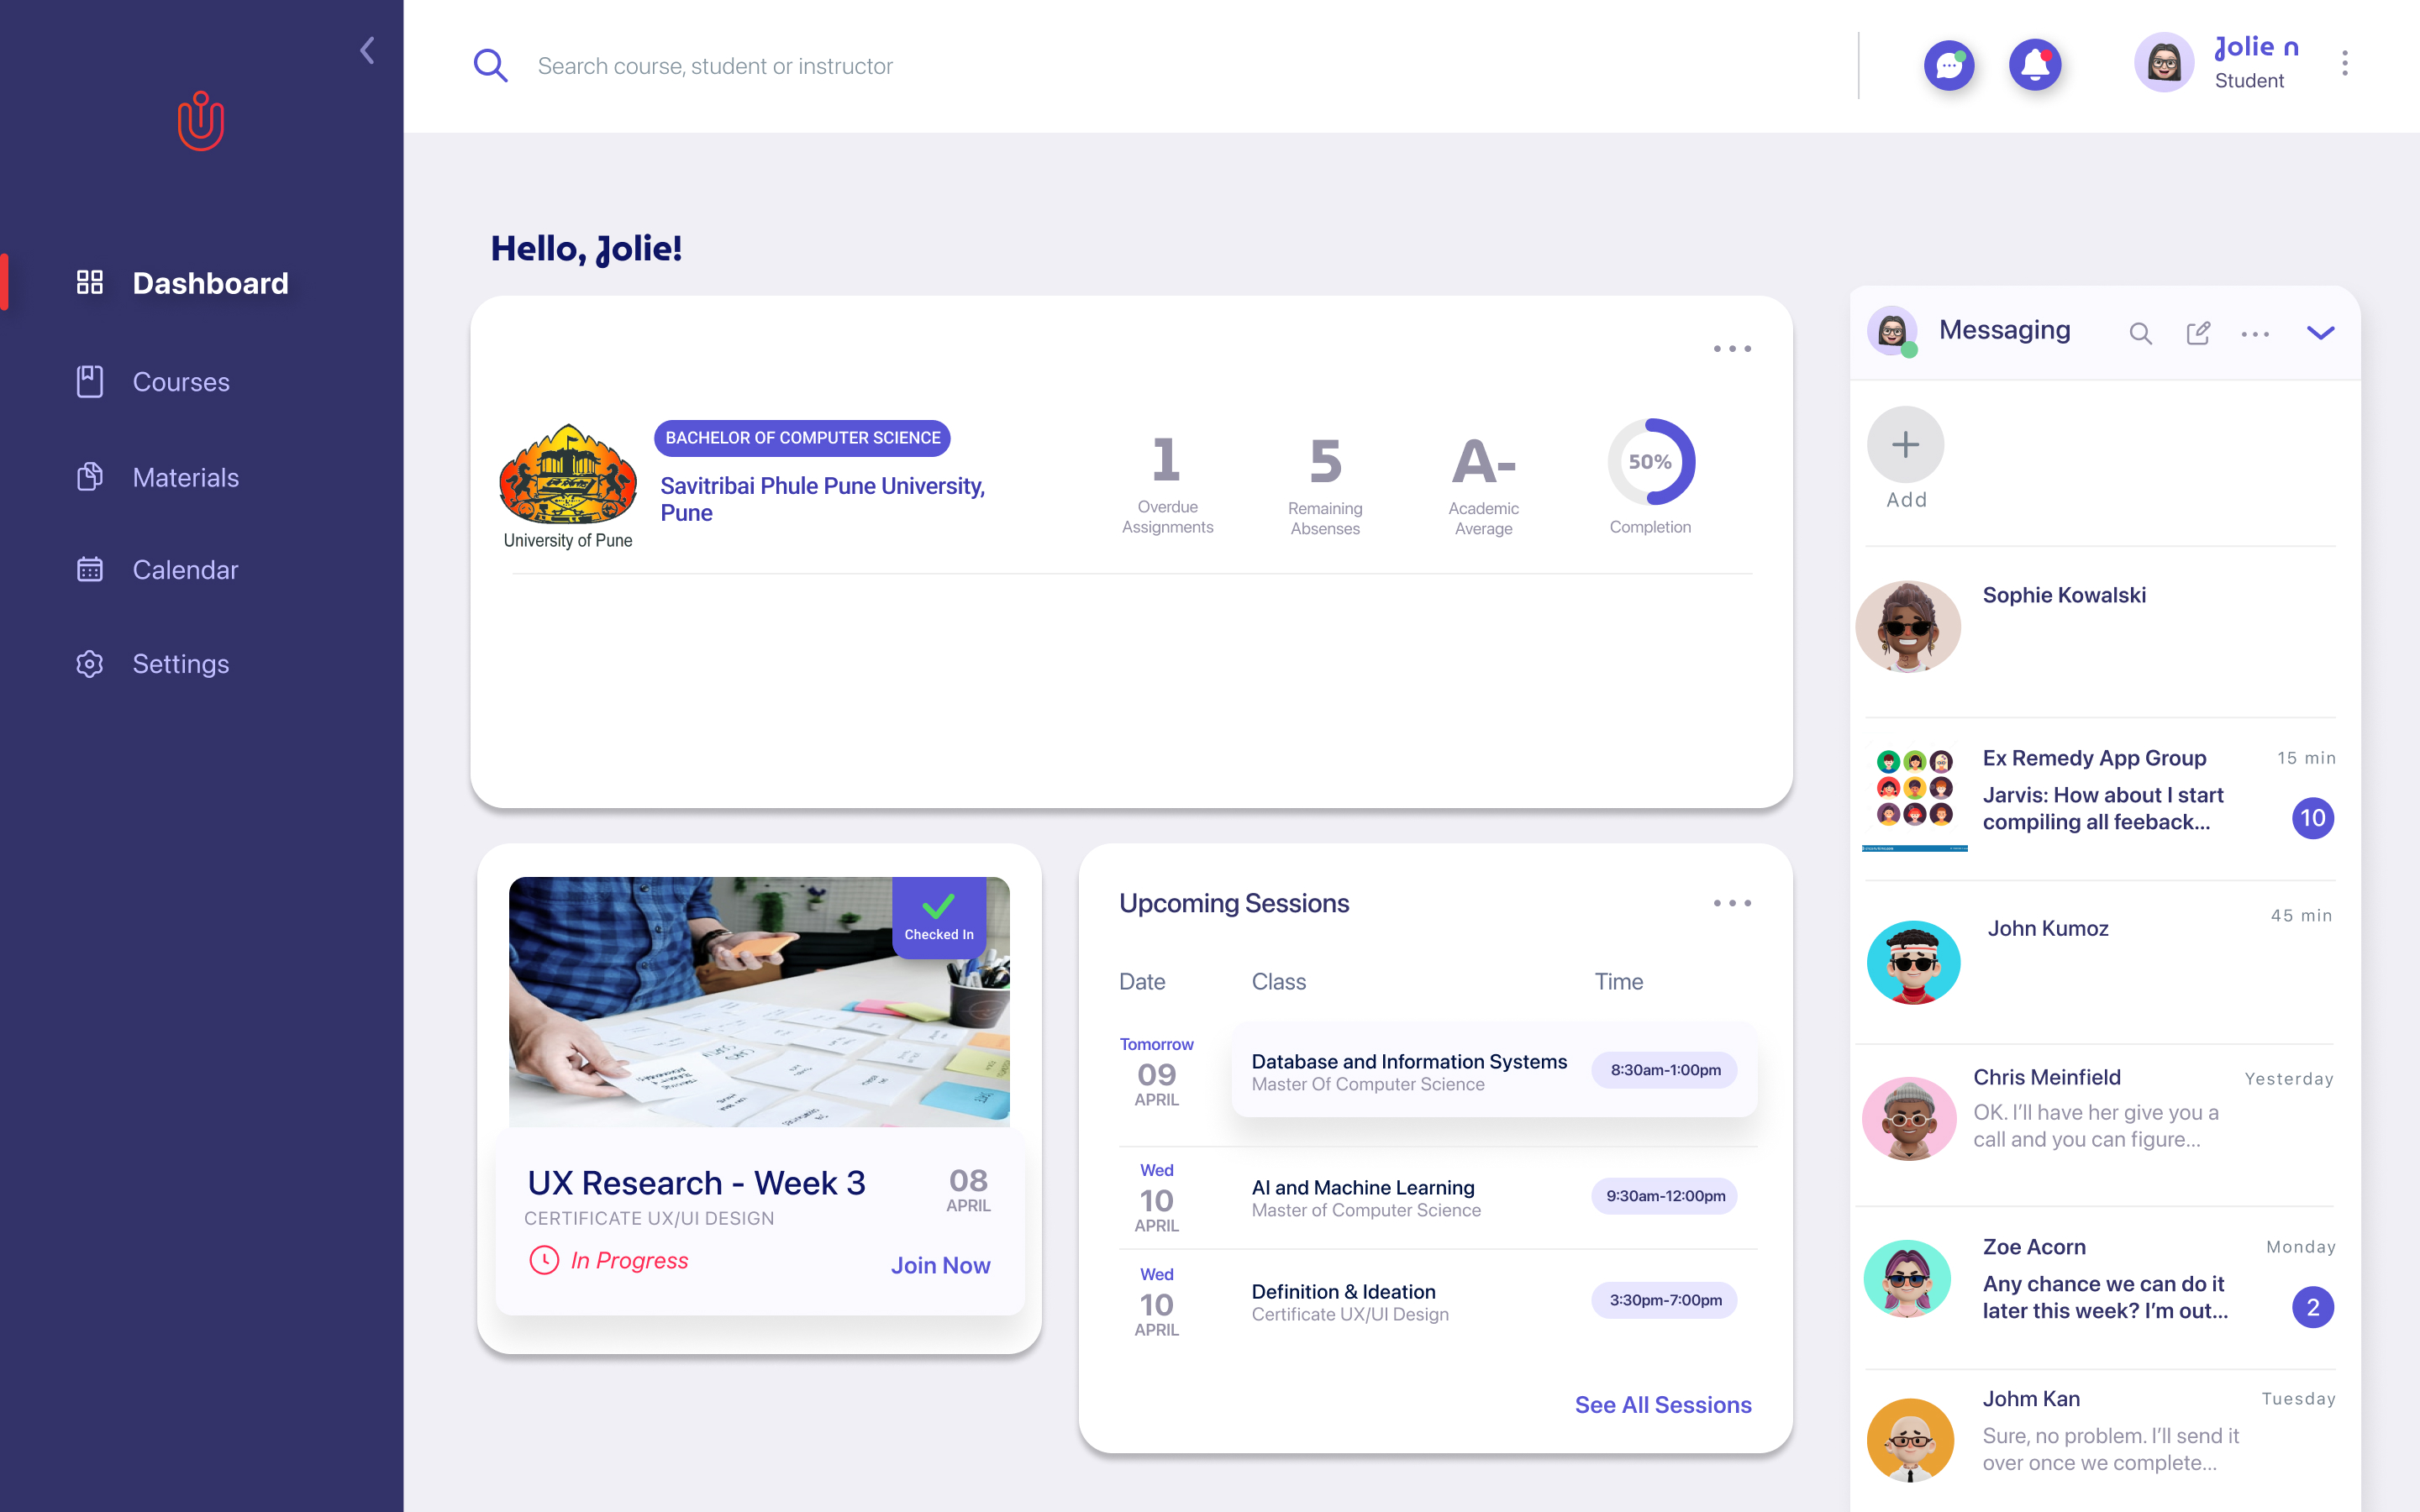 Search course, student or instructor
Jolie n
Student
Dashboard
Courses
Materials
Calendar
Settings
Hello, Jolie!
BACHELOR OF COMPUTER SCIENCE
Savitribai Phule Pune University,
Pune
University of Pune
1
Overdue
Assignments
5
Remaining
Absenses
A-
Academic
Average
50%
Completion
Checked In
UX Research - Week 3
CERTIFICATE UX/UI DESIGN
08
APRIL
In Progress
Join Now
Upcoming Sessions
Date
Class
Time
Tomorrow
09
APRIL
Database and Information Systems
Master Of Computer Science
8:30am-1:00pm
Wed
10
APRIL
AI and Machine Learning
Master of Computer Science
9:30am-12:00pm
Wed
10
APRIL
Definition & Ideation
Certificate UX/UI Design
3:30pm-7:00pm
See All Sessions
Messaging
Add
Sophie Kowalski
Ex Remedy App Group
15 min
Jarvis: How about I start
compiling all feeback...
10
John Kumoz
45 min
Chris Meinfield
Yesterday
OK. I'll have her give you a
call and you can figure...
Zoe Acorn
Monday
Any chance we can do it
later this week? I'm out...
2
Johm Kan
Tuesday
Sure, no problem. I'll send it
over once we complete...